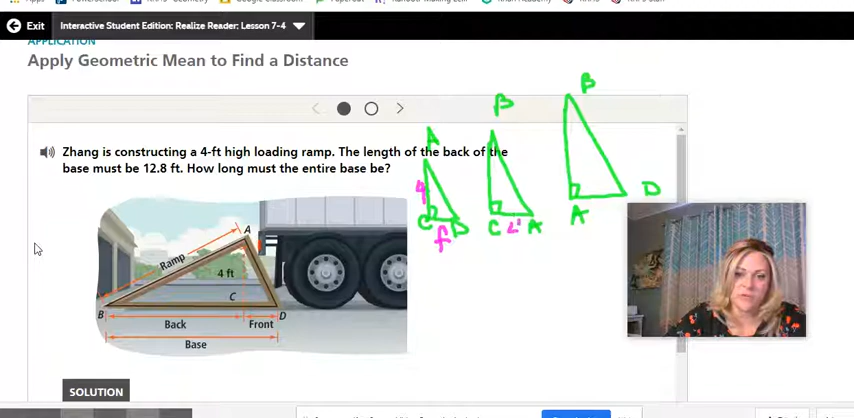 Exit
Interactive Student Edition: Realize Reader: Lesson 7-4
APPLICATION
Apply Geometric Mean to Find a Distance
Zhang is constructing a 4-ft high loading ramp. The length of the back of the
base must be 12.8 ft. How long must the entire base be?
A
B
B
A
Ramp
4 ft
C
B
D
Back
Front
Base
4
C
D
f
C
4
A
A
D
SOLUTION